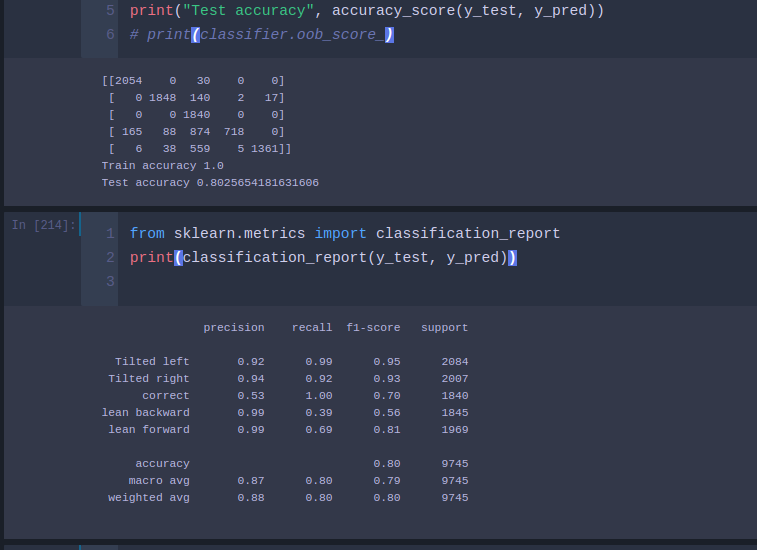 5 print("Test accuracy", accuracy_score(y_test, y_pred))
6 # print(classifier.oob_score_)
[[2054 0 30 0 0]
[ 0 1848 140 2 17]
[ 0 0 1840 0 0]
[ 165 88 874 718 0]
[ 6 38 559 5 1361]]
Train accuracy 1.0
Test accuracy 0.8025654181631606
In [214]:
1 from sklearn.metrics import classification_report
2 print(classification_report(y_test, y_pred))
3
precision recall f1-score support
Tilted left 0.92 0.99 0.95 2084
Tilted right 0.94 0.92 0.93 2007
correct 0.53 1.00 0.70 1840
lean backward 0.99 0.39 0.56 1845
lean forward 0.99 0.69 0.81 1969
accuracy 0.80 9745
macro avg 0.87 0.80 0.79 9745
weighted avg 0.88 0.80 0.80 9745